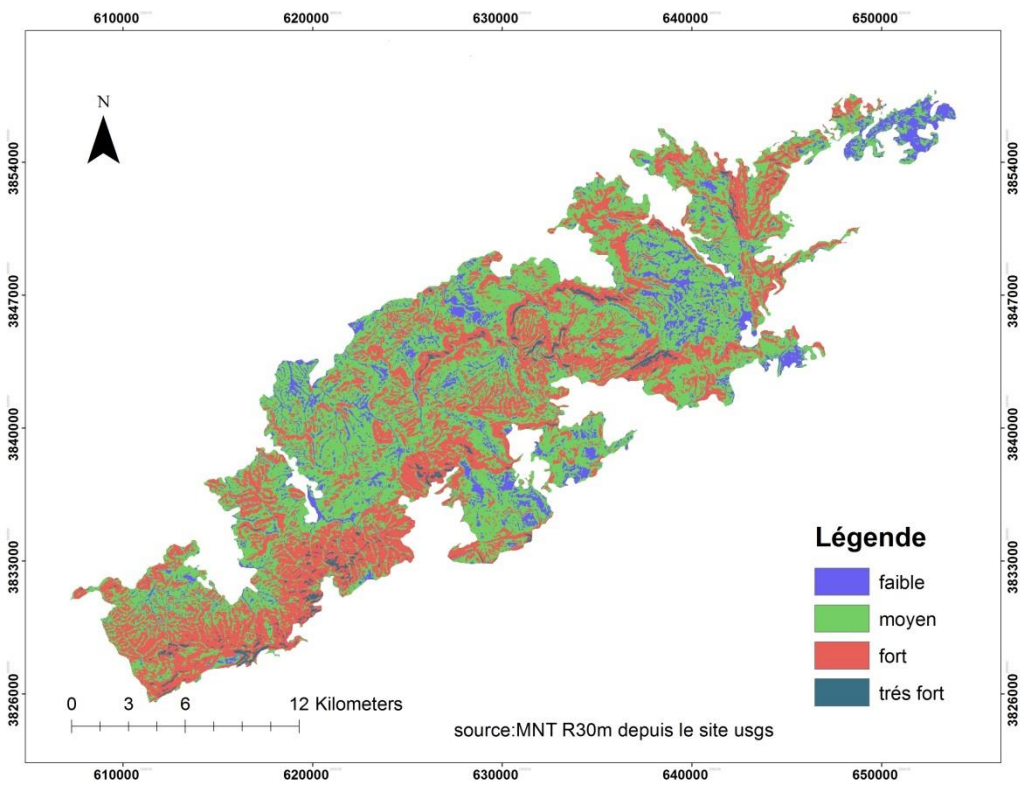 610000 620000 630000 640000 650000
N
3854000 3854000
3847000 3847000
3840000 3840000
3833000 3833000
3826000 3826000
Légende
faible
moyen
fort
trés fort
0 3 6 12 Kilometers
source:MNT R30m depuis le site usgs
610000 620000 630000 640000 650000